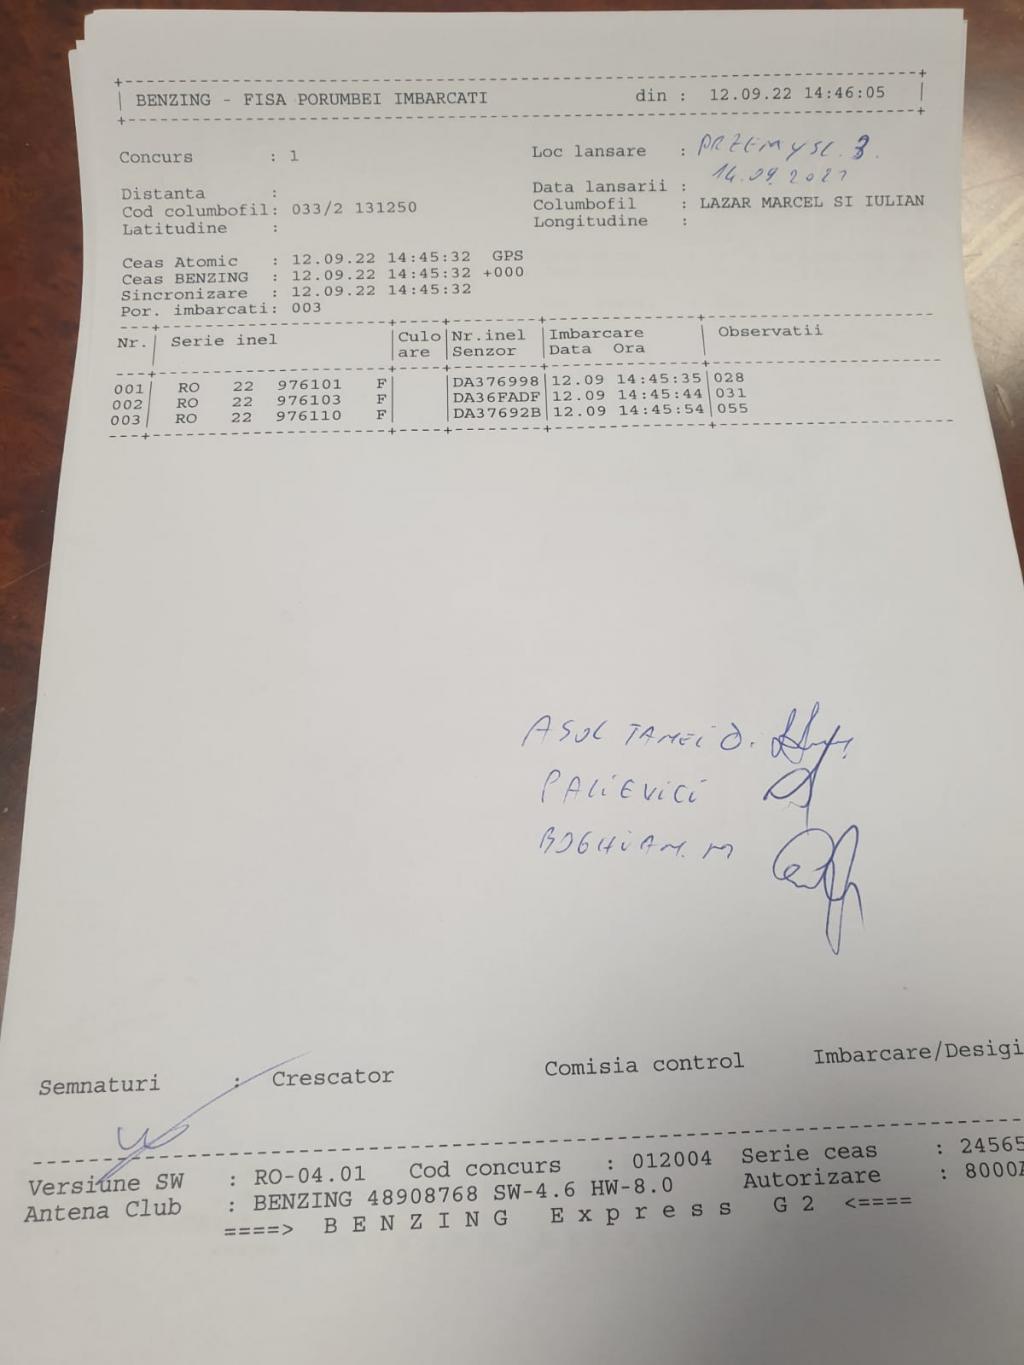 BENZING - FISA PORUMBEI IMBARCATI din : 12.09.22 14:46:05
Concurs : 1 Loc lansare : PRZEMYSL 3.
14.09.2021
Distanta : Data lansarii :
Cod columbofil: 033/2 131250 Columbofil : LAZAR MARCEL SI IULIAN
Latitudine : Longitudine :
Ceas Atomic : 12.09.22 14:45:32 GPS
Ceas BENZING : 12.09.22 14:45:32 +000
Sincronizare : 12.09.22 14:45:32
Por. imbarcati: 003
Nr. Serie inel Culo Nr.inel Imbarcare Observatii
are Senzor Data Ora
001 RO 22 976101 F DA376998 12.09 14:45:35 028
002 RO 22 976103 F DA36FADF 12.09 14:45:44 031
003 RO 22 976110 F DA37692B 12.09 14:45:54 055
PALIEVICI
Semnaturi : Crescator Comisia control Imbarcare/Desigi
Versiune SW : RO-04.01 Cod concurs : 012004 Serie ceas : 24565
Antena Club : BENZING 48908768 SW-4.6 HW-8.0 Autorizare : 8000A
====> B E N Z I N G E x p r e s s G 2 <====